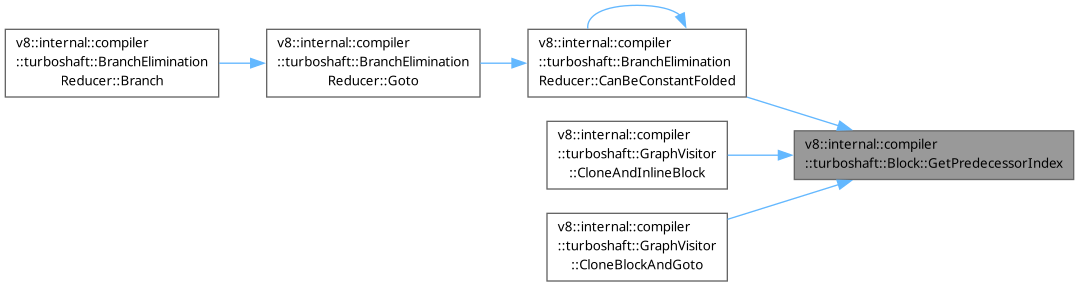 v8::internal::compiler
::turboshaft::BranchElimination
Reducer::Branch
v8::internal::compiler
::turboshaft::BranchElimination
Reducer::Goto
v8::internal::compiler
::turboshaft::BranchElimination
Reducer::CanBeConstantFolded
v8::internal::compiler
::turboshaft::GraphVisitor
::CloneAndInlineBlock
v8::internal::compiler
::turboshaft::Block::GetPredecessorIndex
v8::internal::compiler
::turboshaft::GraphVisitor
::CloneBlockAndGoto